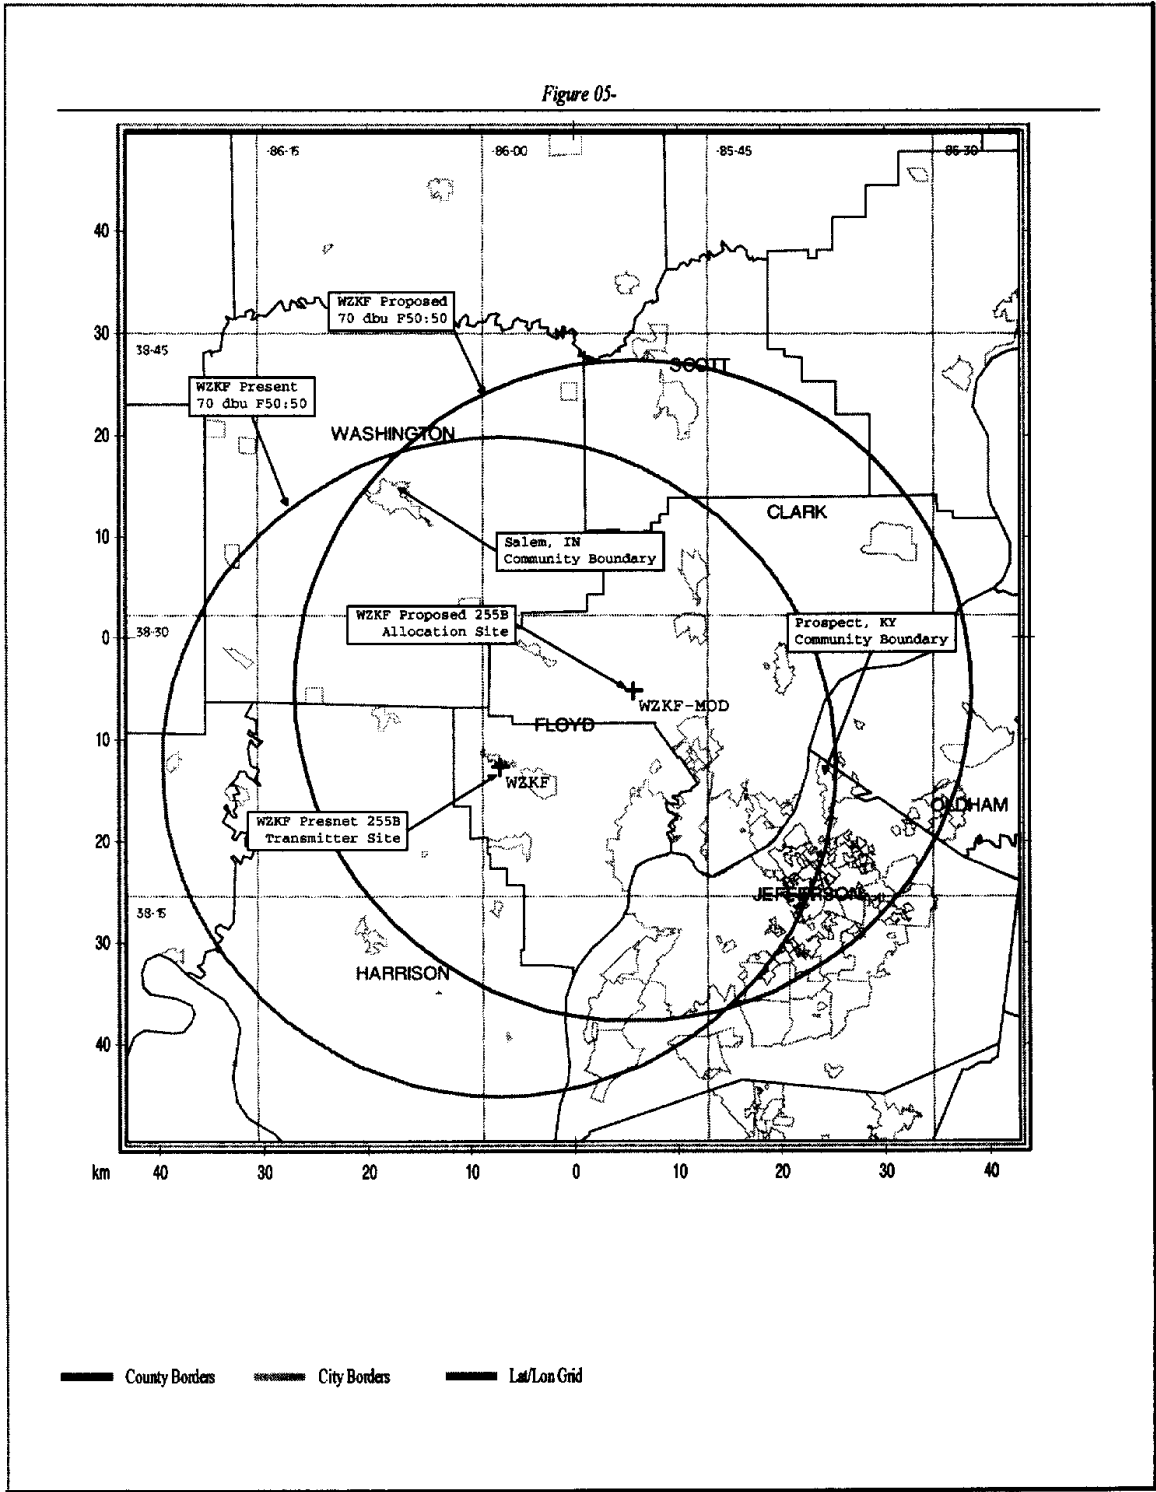 Figure 05-
-86-15
-86-00
-85-45
85-30
40
WZKF Proposed
70 dbu F50:50
30
38-45
SCOTT
WZKF Present
70 dbu F50:50
20
WASHINGTON
CLARK
10
Salem, IN
Community Boundary
WZKF Proposed 255B
Allocation Site
Prospect, KY
Community Boundary
0
38-30
WZKF-MOD
FLOYD
10
WZKF
OLDHAM
WZKF Presnet 255B
Transmitter Site
20
JEFFERSON
38-15
30
HARRISON
40
km 40 30 20 10 0 10 20 30 40
County Borders City Borders Lat/Lon Grid